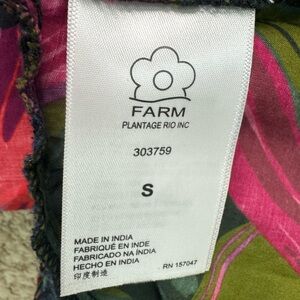 FARM
PLANTAGE RIO INC
303759
S
MADE IN INDIA
FABRIQUÉ EN INDE
FABRICADO NA ÍNDIA
HECHO EN INDIA
印度制造
RN 157047